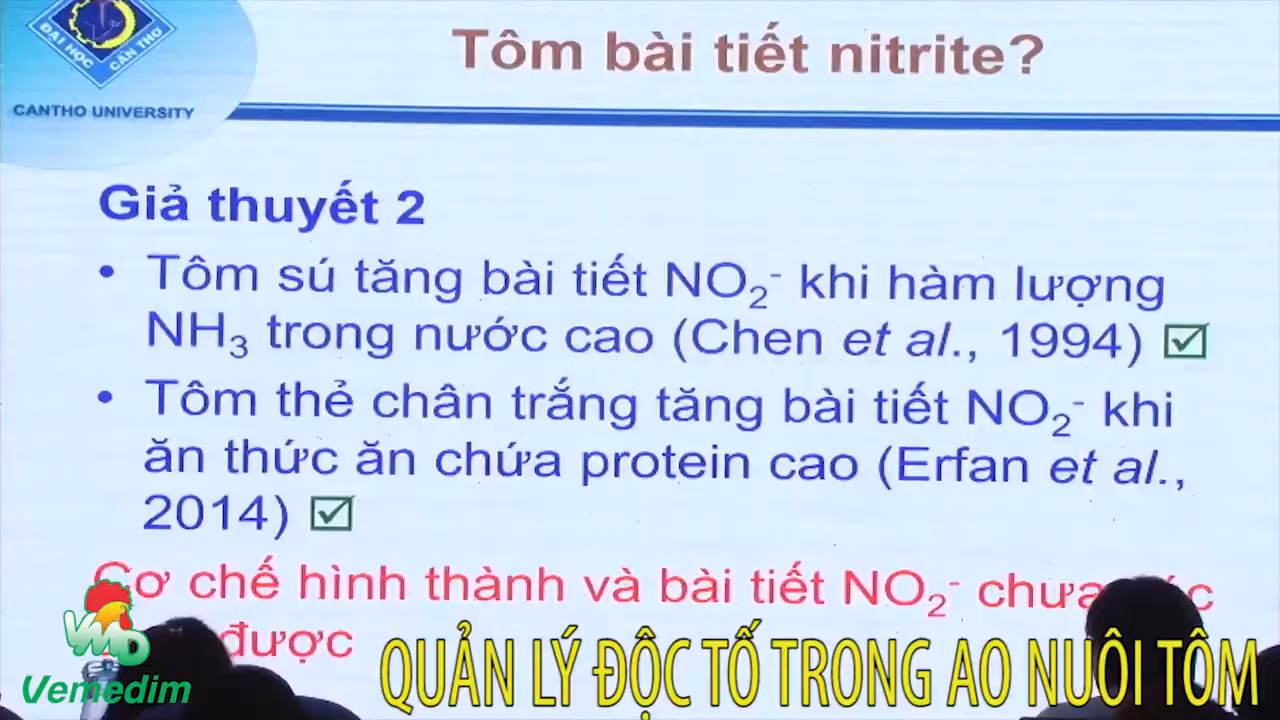 ĐẠI HỌC CẦN THƠ
CANTHO UNIVERSITY
Tôm bài tiết nitrite?
Giả thuyết 2
• Tôm sú tăng bài tiết NO₂⁻ khi hàm lượng
NH₃ trong nước cao (Chen et al., 1994) ☑
• Tôm thẻ chân trắng tăng bài tiết NO₂⁻ khi
ăn thức ăn chứa protein cao (Erfan et al.,
2014) ☑
Cơ chế hình thành và bài tiết NO₂⁻ chưa
được
VMD
Vemedim
QUẢN LÝ ĐỘC TỐ TRONG AO NUÔI TÔM